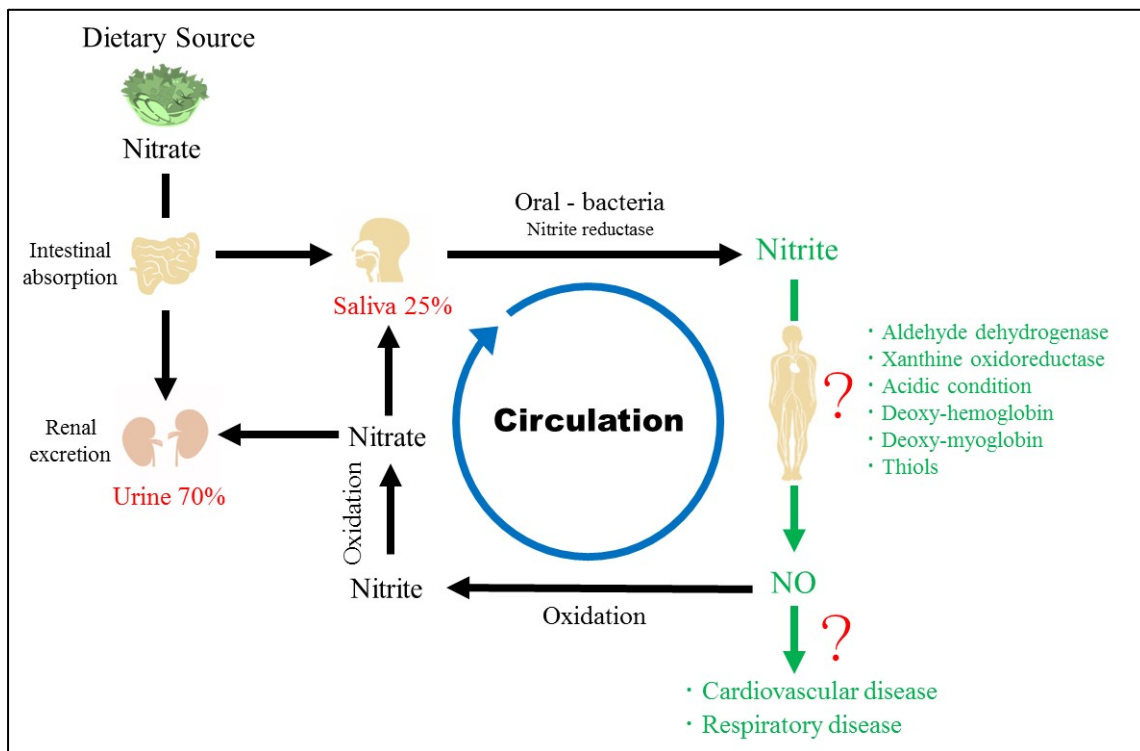 Dietary Source
Nitrate
Intestinal
absorption
Saliva 25%
Oral - bacteria
Nitrite reductase
Nitrite
・Aldehyde dehydrogenase
・Xanthine oxidoreductase
・Acidic condition
・Deoxy-hemoglobin
・Deoxy-myoglobin
・Thiols
?
Circulation
Renal
excretion
Urine 70%
Nitrate
Oxidation
Nitrite
Oxidation
NO
?
・Cardiovascular disease
・Respiratory disease